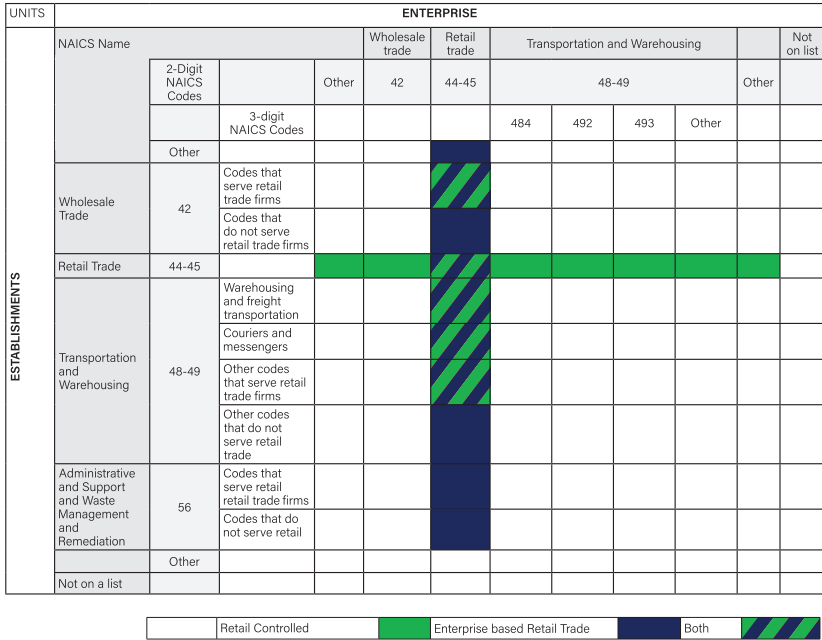 UNITS
ENTERPRISE
NAICS Name
Wholesale
trade
Retail
trade
Transportation and Warehousing
Not
on list
2-Digit
NAICS
Codes
Other
42
44-45
48-49
Other
3-digit
NAICS Codes
484
492
493
Other
Other
ESTABLISHMENTS
Wholesale
Trade
42
Codes that
serve retail
trade firms
Codes that
do not serve
retail trade firms
Retail Trade
44-45
Transportation
and
Warehousing
48-49
Warehousing
and freight
transportation
Couriers and
messengers
Other codes
that serve retail
trade firms
Other codes
that do not
serve retail
trade
Administrative
and Support
and Waste
Management
and
Remediation
56
Codes that
serve retail
retail trade firms
Codes that do
not serve retail
Other
Not on a list
Retail Controlled
Enterprise based Retail Trade
Both